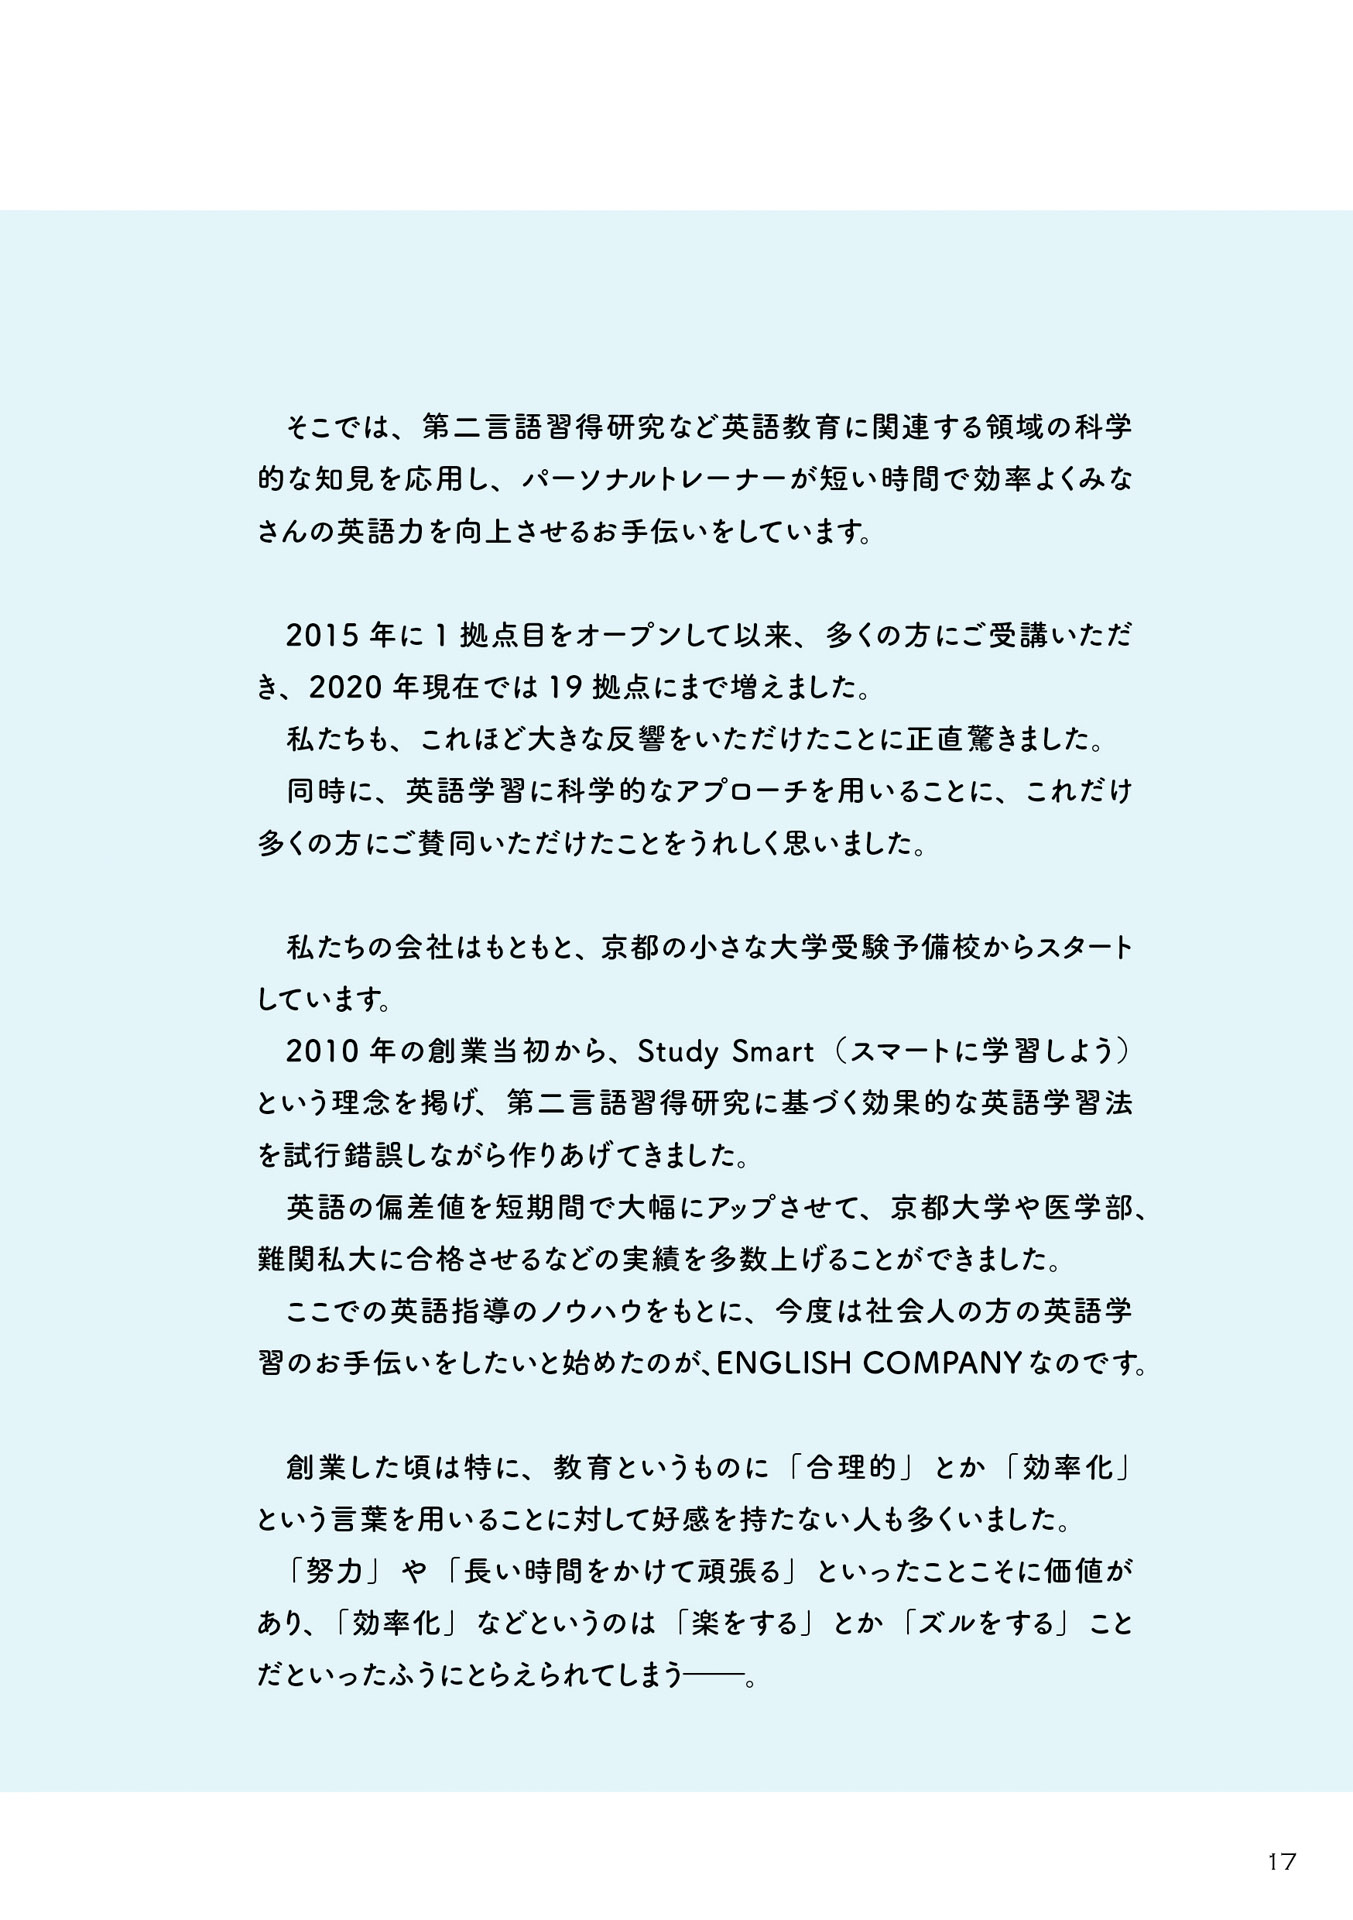 そこでは、第二言語習得研究など英語教育に関連する領域の科学
的な知見を応用し、パーソナルトレーナーが短い時間で効率よくみな
さんの英語力を向上させるお手伝いをしています。
2015年に1拠点目をオープンして以来、多くの方にご受講いただ
き、2020年現在では19拠点にまで増えました。
私たちも、これほど大きな反響をいただけたことに正直驚きました。
同時に、英語学習に科学的なアプローチを用いることに、これだけ
多くの方にご賛同いただけたことをうれしく思いました。
私たちの会社はもともと、京都の小さな大学受験予備校からスタート
しています。
2010年の創業当初から、Study Smart（スマートに学習しよう）
という理念を掲げ、第二言語習得研究に基づく効果的な英語学習法
を試行錯誤しながら作りあげてきました。
英語の偏差値を短期間で大幅にアップさせて、京都大学や医学部、
難関私大に合格させるなどの実績を多数上げることができました。
ここでの英語指導のノウハウをもとに、今度は社会人の方の英語学
習のお手伝いをしたいと始めたのが、ENGLISH COMPANYなのです。
創業した頃は特に、教育というものに「合理的」とか「効率化」
という言葉を用いることに対して好感を持たない人も多くいました。
「努力」や「長い時間をかけて頑張る」といったことこそに価値が
あり、「効率化」などというのは「楽をする」とか「ズルをする」こと
だといったふうにとらえられてしまう──。
17